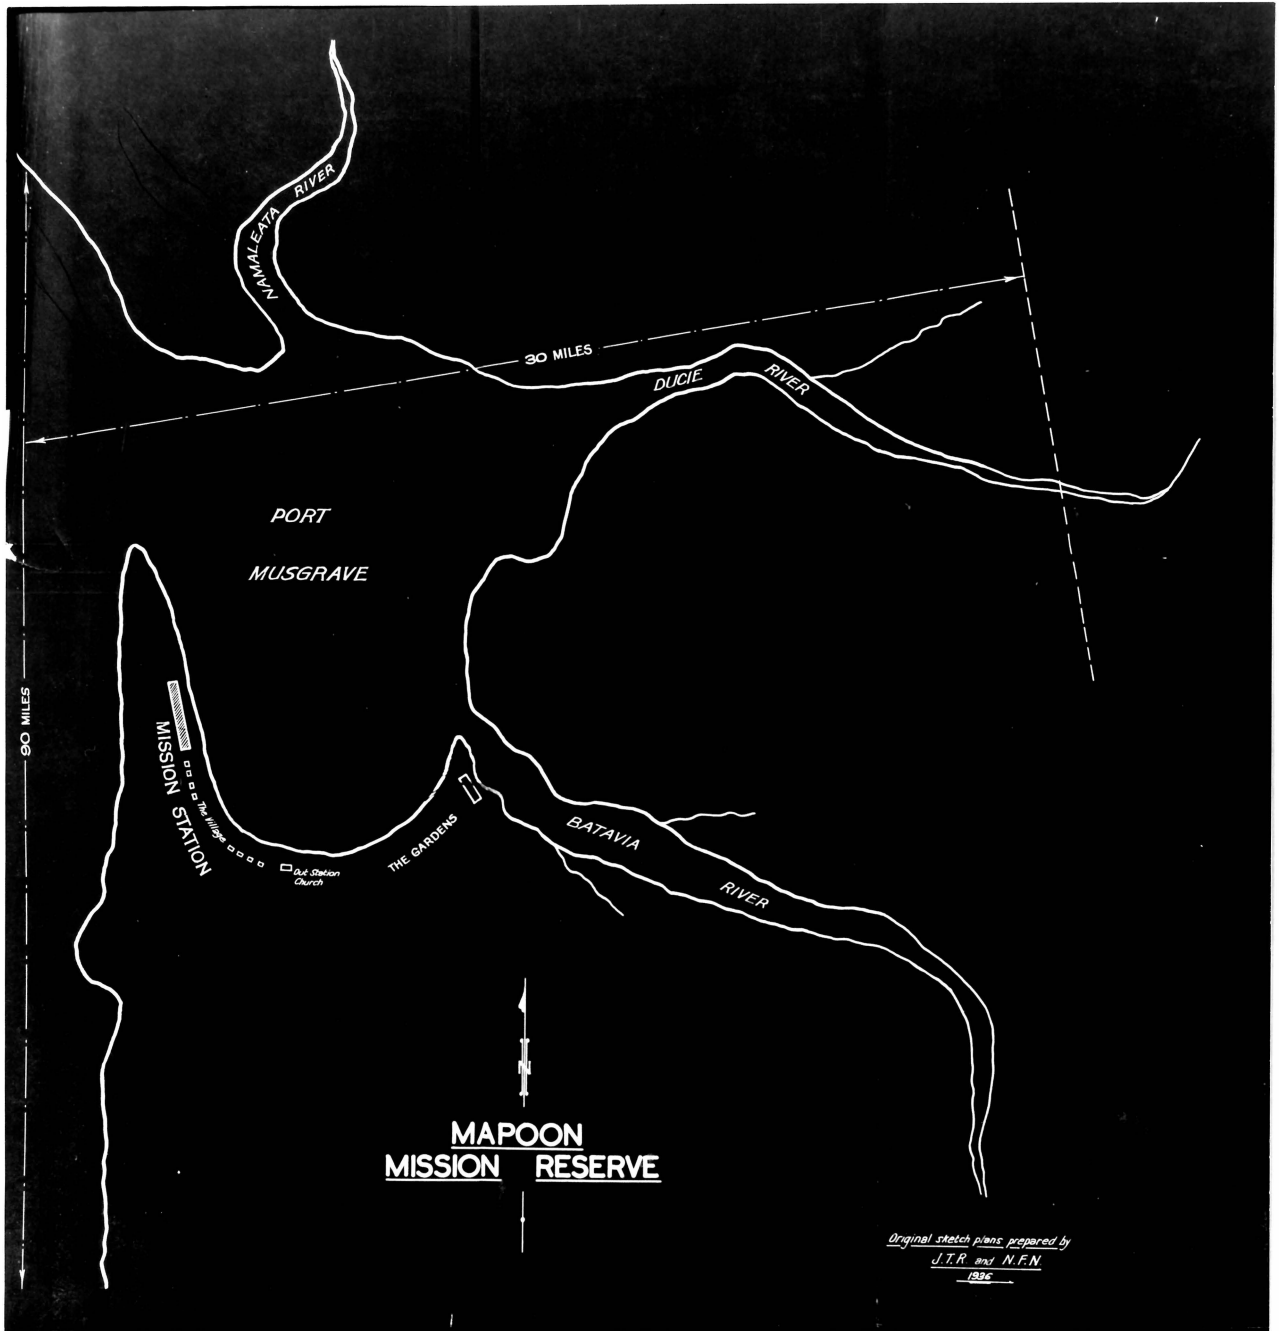 NAMALEATA RIVER
30 MILES
DUCIE RIVER
PORT
MUSGRAVE
90 MILES
MISSION STATION
The Village
Out Station
Church
THE GARDENS
BATAVIA
RIVER
N
MAPOON
MISSION RESERVE
Original sketch plans prepared by
J.T.R. and N.F.N.
1936